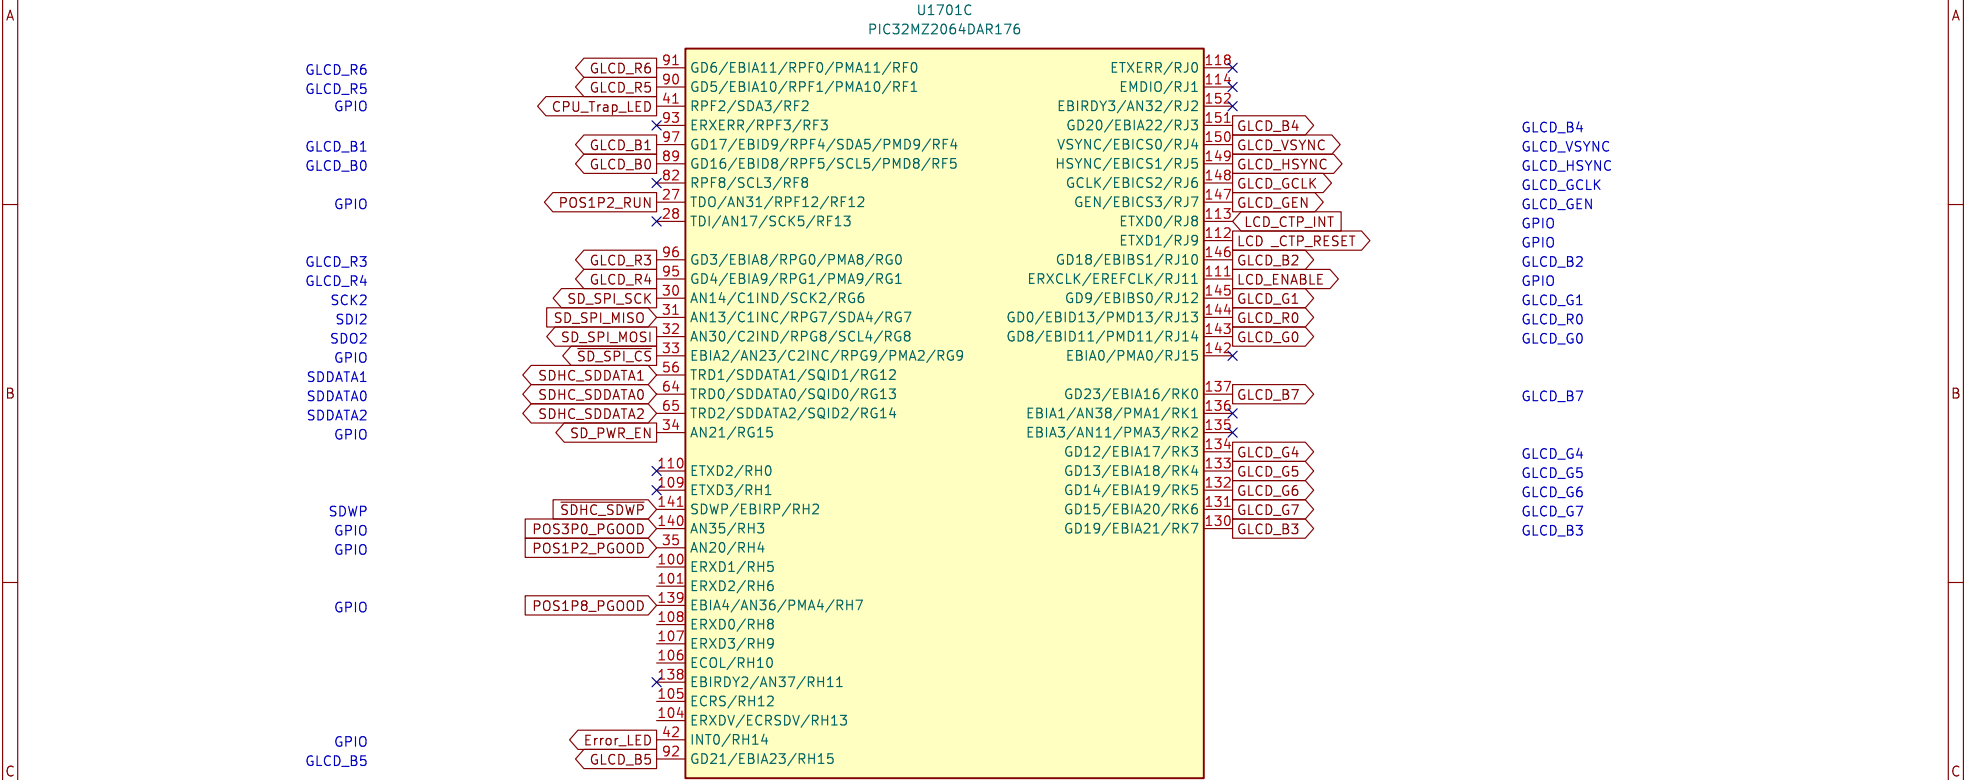 A
U1701C
A
PIC32MZ2064DAR176
GLCD_R6 GLCD_R6 91 GD6/EBIA11/RPF0/PMA11/RF0 ETXERR/RJ0 118
GLCD_R5 GLCD_R5 90 GD5/EBIA10/RPF1/PMA10/RF1 EMDIO/RJ1 114
GPIO CPU_Trap_LED 41 RPF2/SDA3/RF2 EBIRDY3/AN32/RJ2 152
93 ERXERR/RPF3/RF3 GD20/EBIA22/RJ3 151 GLCD_B4 GLCD_B4
GLCD_B1 GLCD_B1 97 GD17/EBID9/RPF4/SDA5/PMD9/RF4 VSYNC/EBICS0/RJ4 150 GLCD_VSYNC GLCD_VSYNC
GLCD_B0 GLCD_B0 89 GD16/EBID8/RPF5/SCL5/PMD8/RF5 HSYNC/EBICS1/RJ5 149 GLCD_HSYNC GLCD_HSYNC
82 RPF8/SCL3/RF8 GCLK/EBICS2/RJ6 148 GLCD_GCLK GLCD_GCLK
GPIO POS1P2_RUN 27 TDO/AN31/RPF12/RF12 GEN/EBICS3/RJ7 147 GLCD_GEN GLCD_GEN
28 TDI/AN17/SCK5/RF13 ETXD0/RJ8 113 LCD_CTP_INT GPIO
ETXD1/RJ9 112 LCD _CTP_RESET GPIO
GLCD_R3 GLCD_R3 96 GD3/EBIA8/RPG0/PMA8/RG0 GD18/EBIBS1/RJ10 146 GLCD_B2 GLCD_B2
GLCD_R4 GLCD_R4 95 GD4/EBIA9/RPG1/PMA9/RG1 ERXCLK/EREFCLK/RJ11 111 LCD_ENABLE GPIO
SCK2 SD_SPI_SCK 30 AN14/C1IND/SCK2/RG6 GD9/EBIBS0/RJ12 145 GLCD_G1 GLCD_G1
SDI2 SD_SPI_MISO 31 AN13/C1INC/RPG7/SDA4/RG7 GD0/EBID13/PMD13/RJ13 144 GLCD_R0 GLCD_R0
SDO2 SD_SPI_MOSI 32 AN30/C2IND/RPG8/SCL4/RG8 GD8/EBID11/PMD11/RJ14 143 GLCD_G0 GLCD_G0
GPIO SD_SPI_CS 33 EBIA2/AN23/C2INC/RPG9/PMA2/RG9 EBIA0/PMA0/RJ15 142
SDDATA1 SDHC_SDDATA1 56 TRD1/SDDATA1/SQID1/RG12
B SDDATA0 SDHC_SDDATA0 64 TRD0/SDDATA0/SQID0/RG13 GD23/EBIA16/RK0 137 GLCD_B7 GLCD_B7 B
SDDATA2 SDHC_SDDATA2 65 TRD2/SDDATA2/SQID2/RG14 EBIA1/AN38/PMA1/RK1 136
GPIO SD_PWR_EN 34 AN21/RG15 EBIA3/AN11/PMA3/RK2 135
GD12/EBIA17/RK3 134 GLCD_G4 GLCD_G4
110 ETXD2/RH0 GD13/EBIA18/RK4 133 GLCD_G5 GLCD_G5
109 ETXD3/RH1 GD14/EBIA19/RK5 132 GLCD_G6 GLCD_G6
SDWP SDHC_SDWP 141 SDWP/EBIRP/RH2 GD15/EBIA20/RK6 131 GLCD_G7 GLCD_G7
GPIO POS3P0_PGOOD 140 AN35/RH3 GD19/EBIA21/RK7 130 GLCD_B3 GLCD_B3
GPIO POS1P2_PGOOD 35 AN20/RH4
100 ERXD1/RH5
101 ERXD2/RH6
GPIO POS1P8_PGOOD 139 EBIA4/AN36/PMA4/RH7
108 ERXD0/RH8
107 ERXD3/RH9
106 ECOL/RH10
138 EBIRDY2/AN37/RH11
105 ECRS/RH12
104 ERXDV/ECRSDV/RH13
GPIO Error_LED 42 INT0/RH14
GLCD_B5 GLCD_B5 92 GD21/EBIA23/RH15
C C